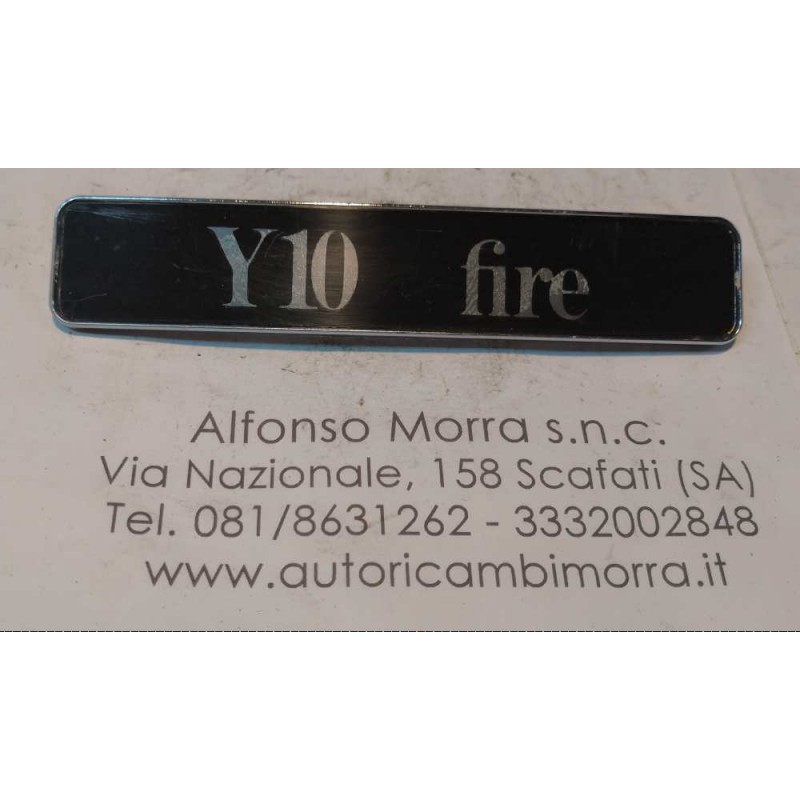 Y10 fire
Alfonso Morra s.n.c.
Via Nazionale, 158 Scafati (SA)
Tel. 081/8631262 - 3332002848
www.autoricambimorra.it